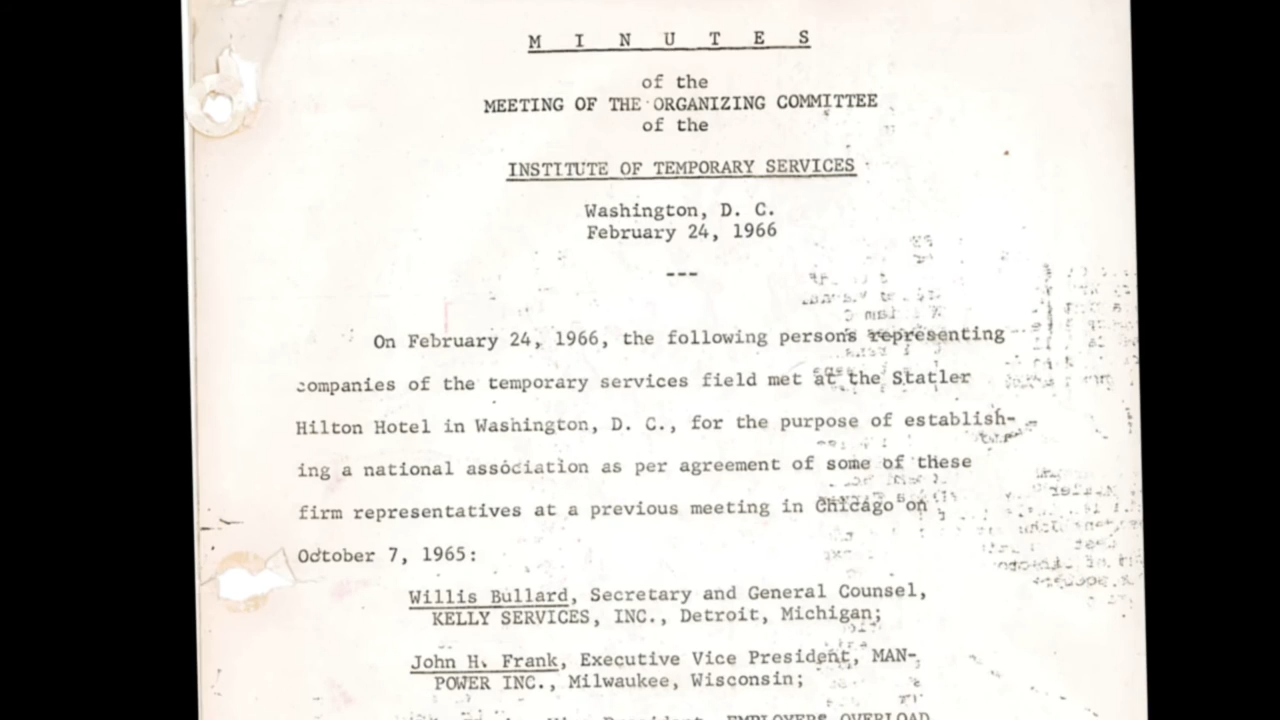 M I N U T E S
of the
MEETING OF THE ORGANIZING COMMITTEE
of the
INSTITUTE OF TEMPORARY SERVICES
Washington, D. C.
February 24, 1966
---
On February 24, 1966, the following persons representing
companies of the temporary services field met at the Statler
Hilton Hotel in Washington, D. C., for the purpose of establish-
ing a national association as per agreement of some of these
firm representatives at a previous meeting in Chicago on
October 7, 1965:
Willis Bullard, Secretary and General Counsel,
KELLY SERVICES, INC., Detroit, Michigan;
John H. Frank, Executive Vice President, MAN-
POWER INC., Milwaukee, Wisconsin;
Vice President, EMPLOYERS OVERLOAD